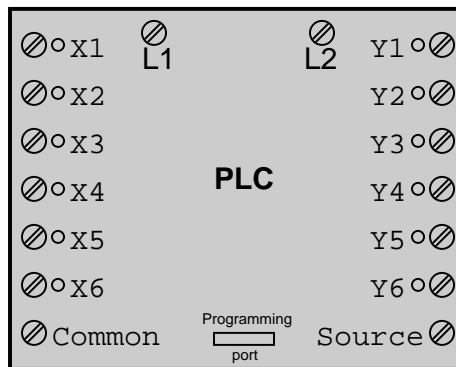 X1 L1 L2 Y1
X2 Y2
X3 Y3
X4 PLC Y4
X5 Y5
X6 Y6
Programming
Common Source
port